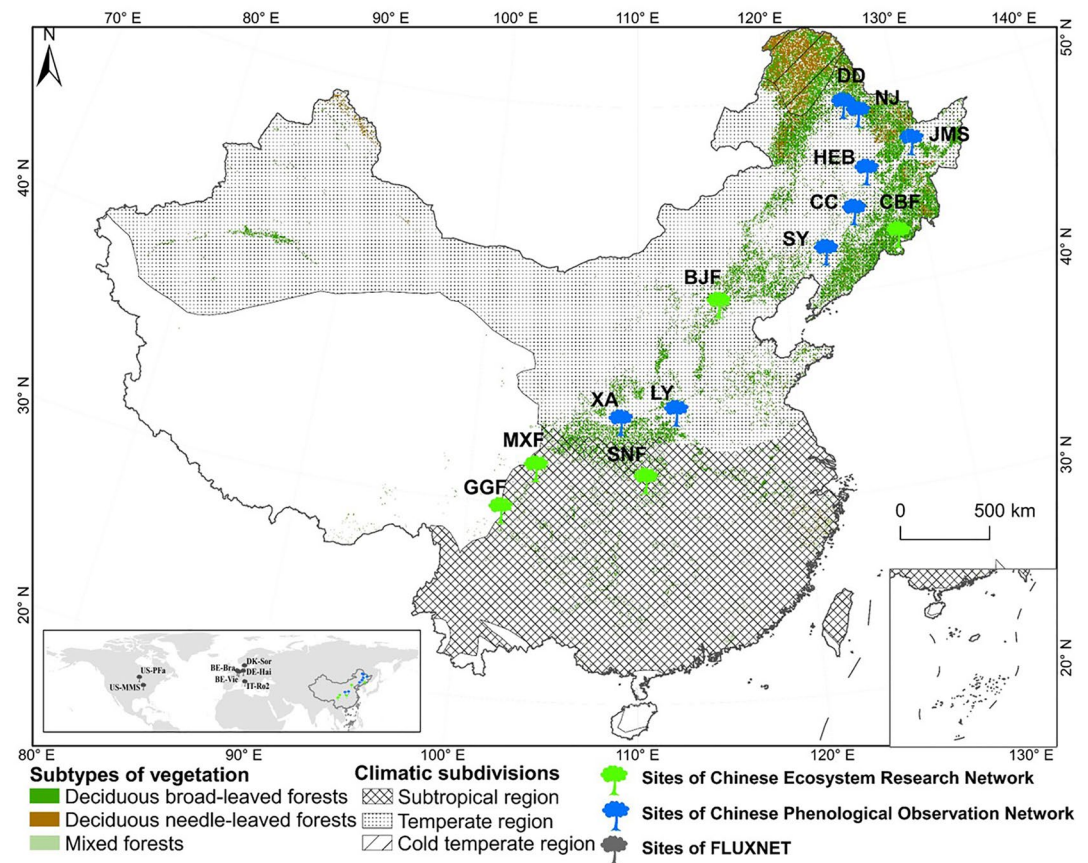 70° E 80° E 90° E 100° E 110° E 120° E 130° E 140° E
N
50° N
DD
NJ
JMS
HEB
40° N
CC CBF
SY
40° N
BJF
30° N
XA LY
MXF
SNF
30° N
GGF
0 500 km
20° N
20° N
US-PFa
US-MMS
DK-Sor
BE-Bra DE-Hai
BE-Vie
IT-Ro2
80° E 90° E 100° E 110° E 120° E 130° E
Subtypes of vegetation
Deciduous broad-leaved forests
Deciduous needle-leaved forests
Mixed forests
Climatic subdivisions
Subtropical region
Temperate region
Cold temperate region
Sites of Chinese Ecosystem Research Network
Sites of Chinese Phenological Observation Network
Sites of FLUXNET